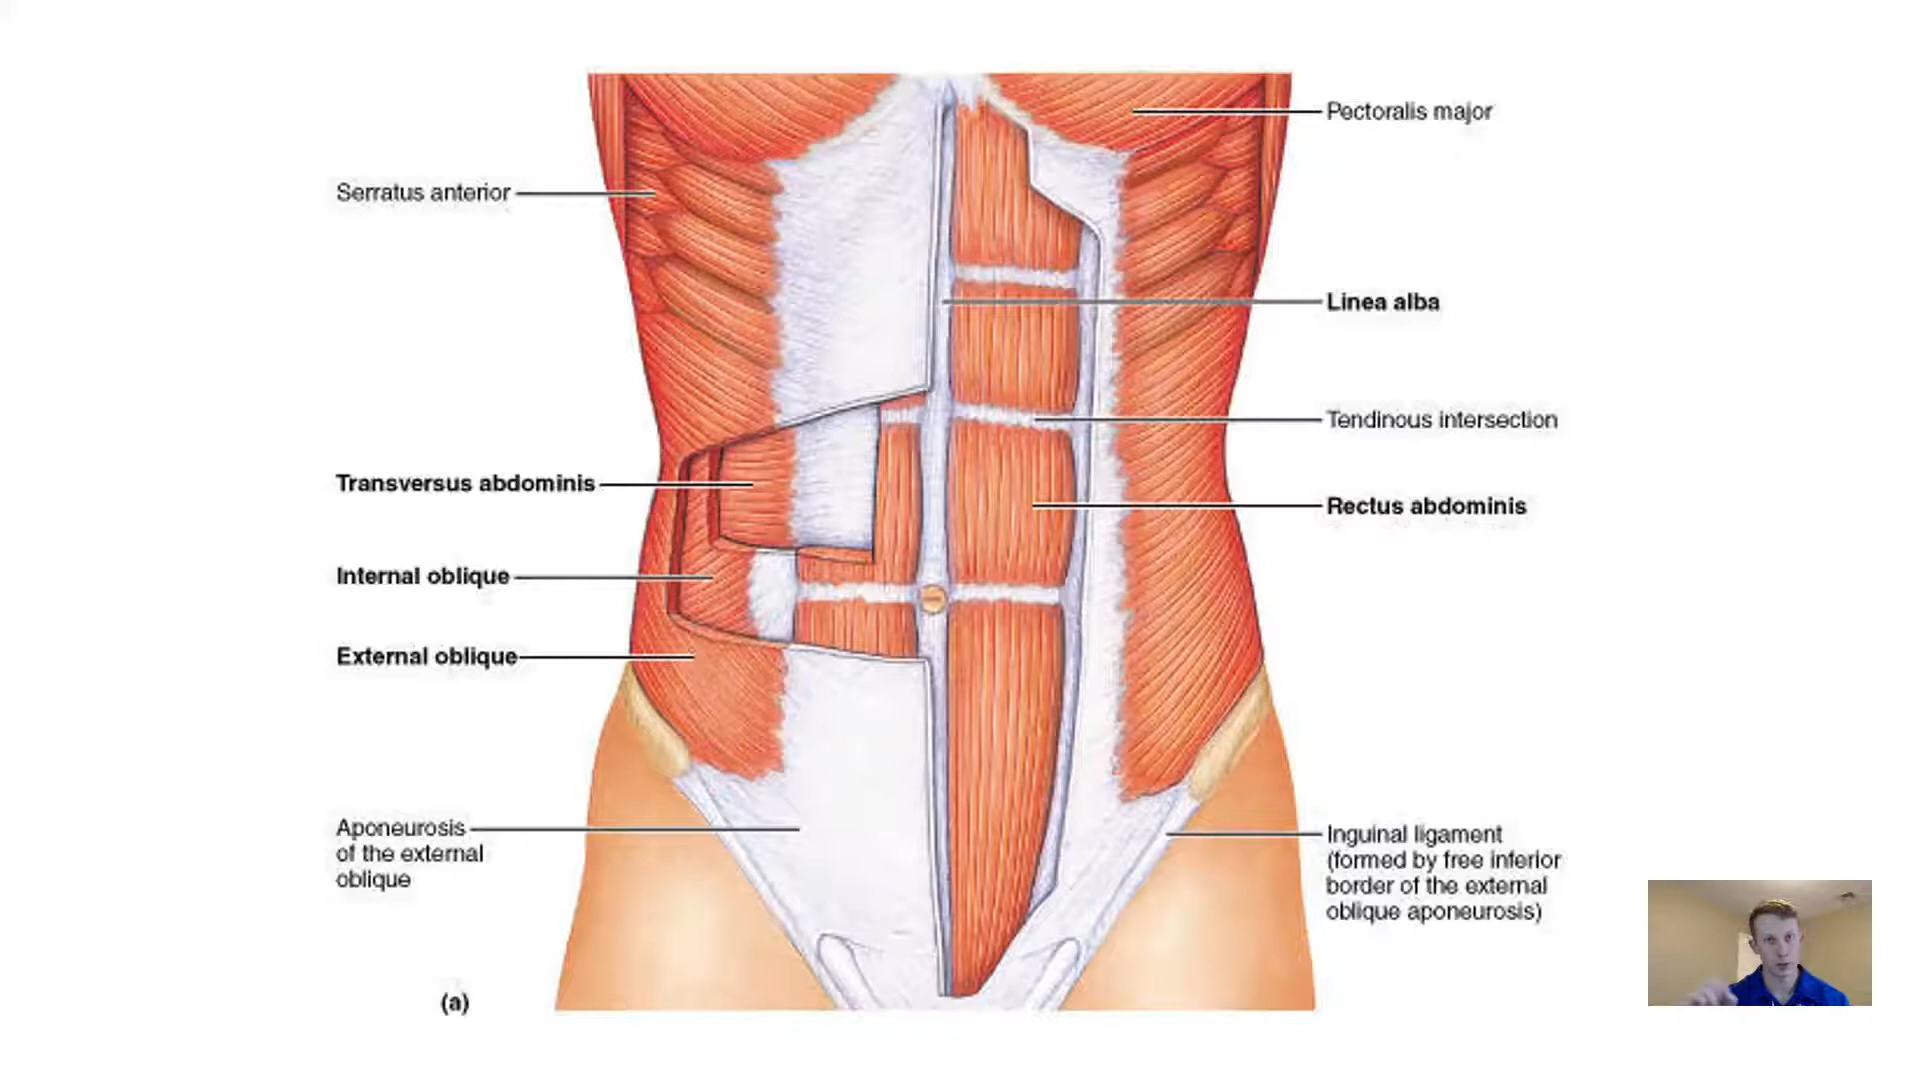 Pectoralis major
Serratus anterior
Linea alba
Tendinous intersection
Transversus abdominis
Rectus abdominis
Internal oblique
External oblique
Aponeurosis
of the external
oblique
Inguinal ligament
(formed by free inferior
border of the external
oblique aponeurosis)
(a)